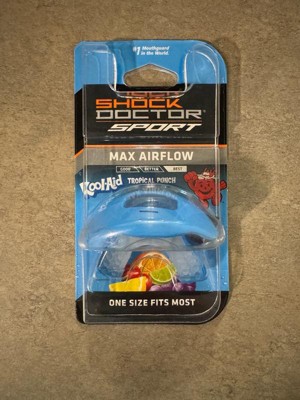 #1 Mouthguard
in the World.
SHOCK
DOCTOR
SPORT
MAX AIRFLOW
GOOD BETTER BEST
Kool-Aid TROPICAL PUNCH
ONE SIZE FITS MOST